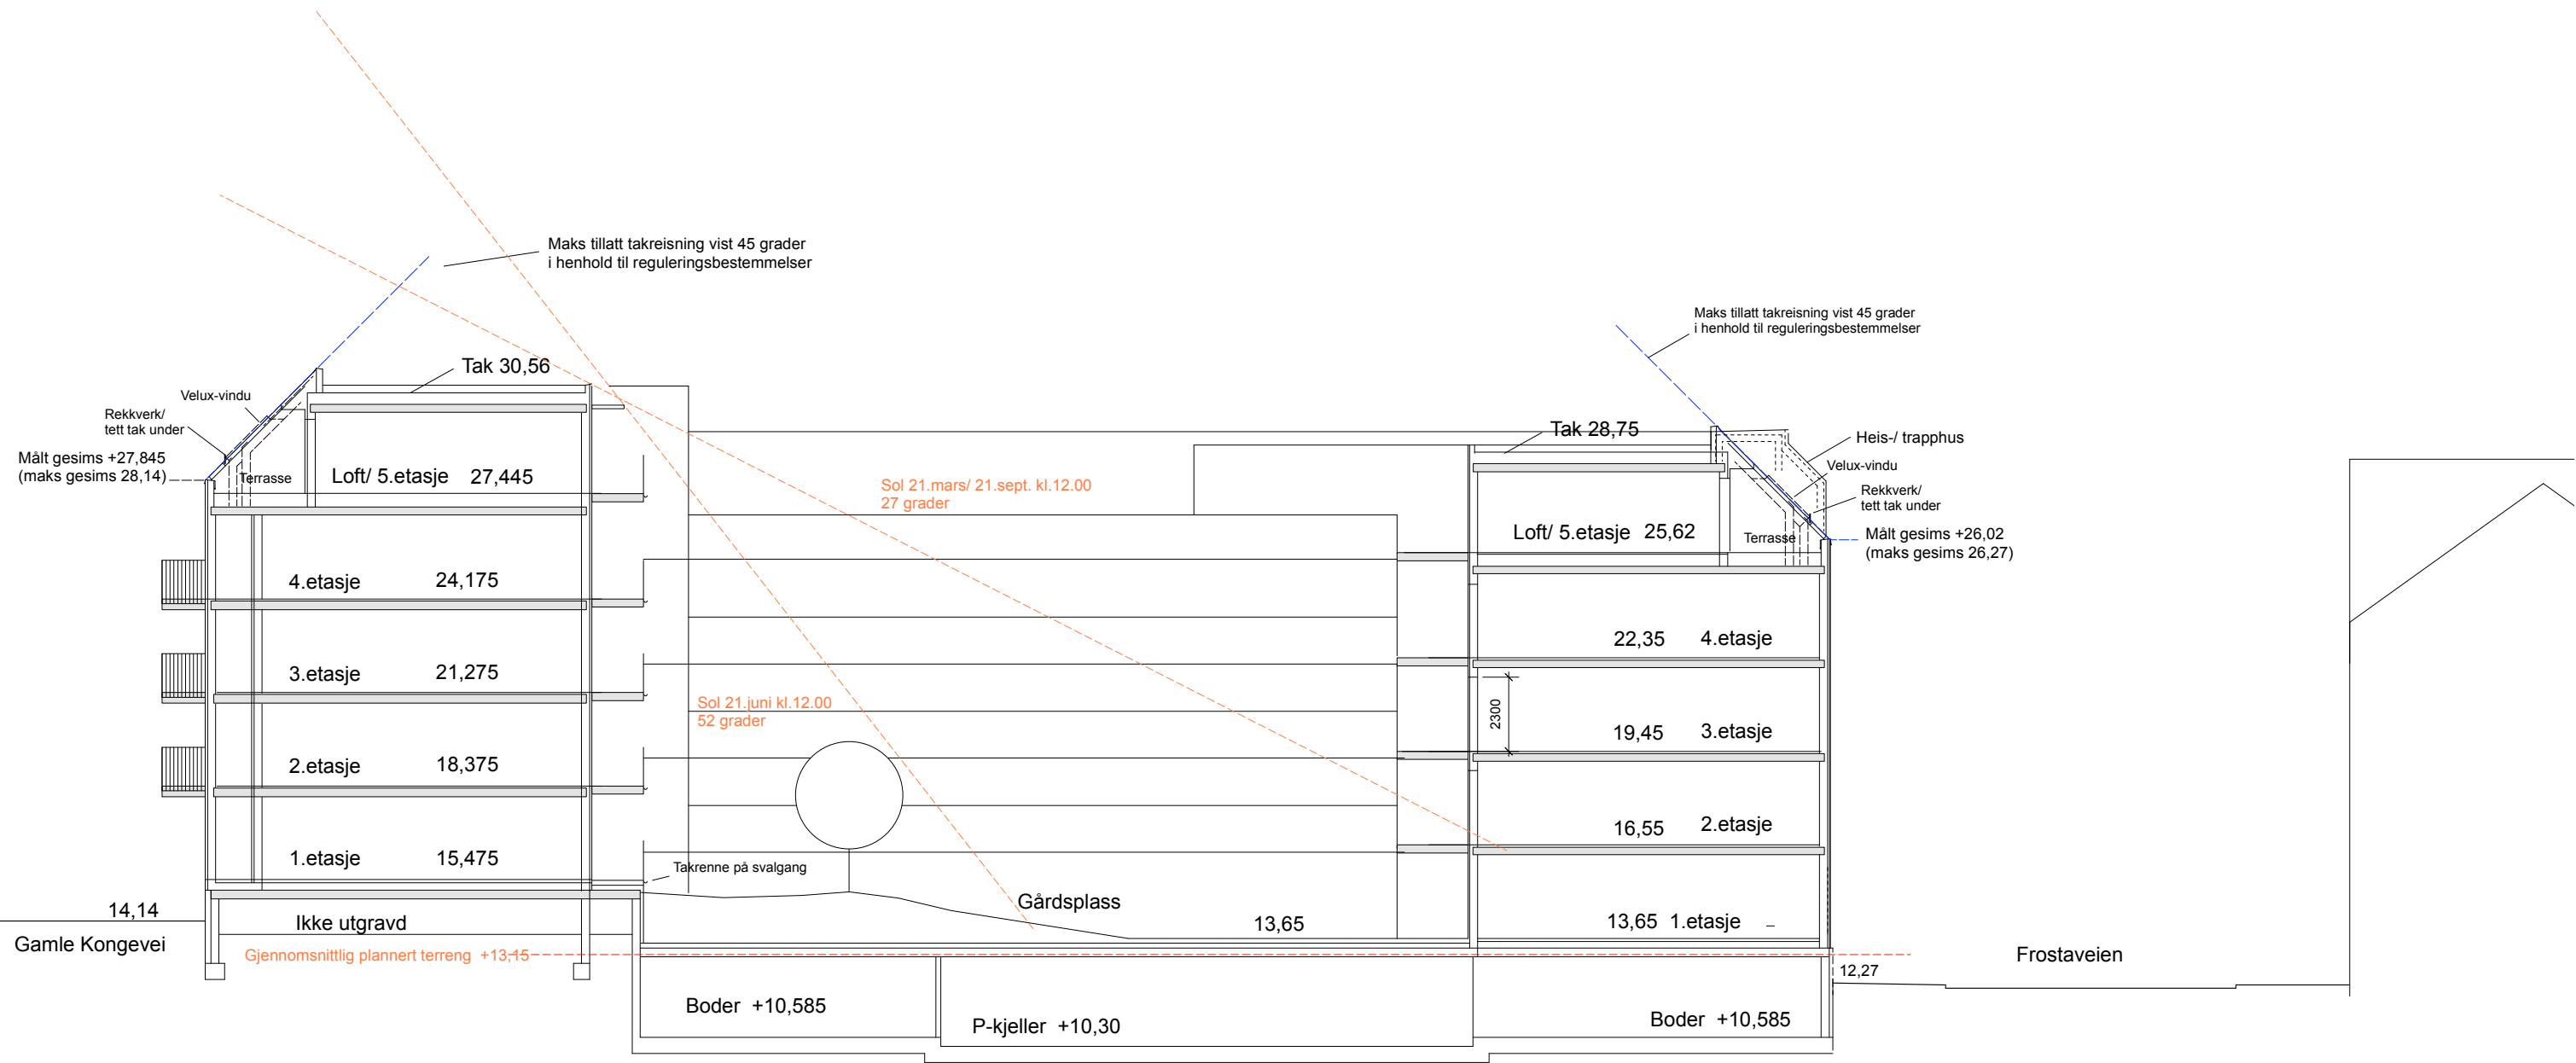 Maks tillatt takreisning vist 45 grader
i henhold til reguleringsbestemmelser
Maks tillatt takreisning vist 45 grader
i henhold til reguleringsbestemmelser
Tak 30,56
Velux-vindu
Rekkverk/
tett tak under
Målt gesims +27,845
(maks gesims 28,14)
Terrasse
Loft/ 5.etasje 27,445
Sol 21.mars/ 21.sept. kl.12.00
27 grader
Tak 28,75
Heis-/ trapphus
Velux-vindu
Rekkverk/
tett tak under
Loft/ 5.etasje 25,62
Terrasse
Målt gesims +26,02
(maks gesims 26,27)
4.etasje 24,175
22,35 4.etasje
3.etasje 21,275
Sol 21.juni kl.12.00
52 grader
2300
19,45 3.etasje
2.etasje 18,375
16,55 2.etasje
1.etasje 15,475
Takrenne på svalgang
Gårdsplass
13,65
13,65 1.etasje
14,14
Ikke utgravd
Gamle Kongevei
Gjennomsnittlig plannert terreng +13,15
Frostaveien
12,27
Boder +10,585
P-kjeller +10,30
Boder +10,585